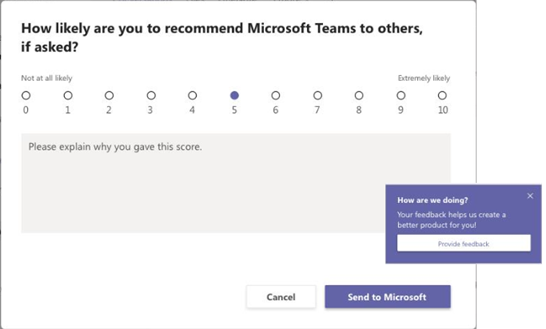 How likely are you to recommend Microsoft Teams to others,
if asked?
Not at all likely
Extremely likely
0 1 2 3 4 5 6 7 8 9 10
Please explain why you gave this score.
How are we doing?
Your feedback helps us create a
better product for you!
Provide feedback
Cancel
Send to Microsoft